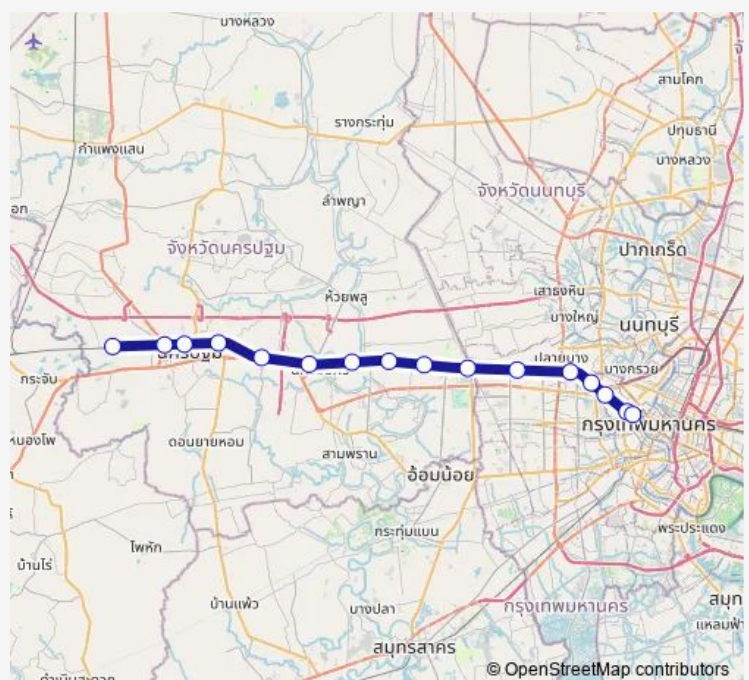 บางหลวง
สามโคก
รางกระทุ่ม
ปทุมธานี
กำแพงแสน
บางหลวง
จังหวัดนนทบุรี
ลำพญา
จังหวัดนครปฐม
ปากเกร็ด
เสาธงหิน
ห้วยพลู
บางใหญ่
นนทบุรี
ปลายบาง
บางกรวย
กระจับ
กรุงเทพมหานคร
ดอนยายหอม
สามพราน
อ้อมน้อย
กระทุ่มแบน
พระประแดง
โพหัก
บ้านไร่
บ้านแพ้ว
บางปลา
กรุงเทพมหานคร
สมุทรสาคร
© OpenStreetMap contributors